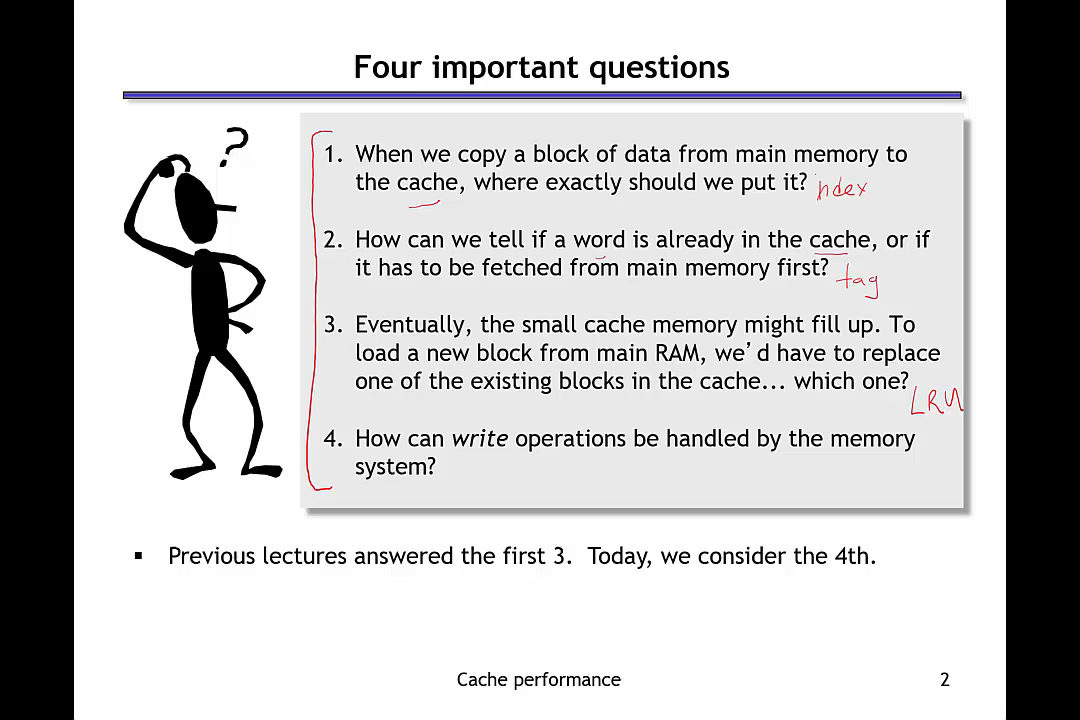 Four important questions
?
1. When we copy a block of data from main memory to
the cache, where exactly should we put it? index
2. How can we tell if a word is already in the cache, or if
it has to be fetched from main memory first? tag
3. Eventually, the small cache memory might fill up. To
load a new block from main RAM, we’d have to replace
one of the existing blocks in the cache... which one?
LRU
4. How can write operations be handled by the memory
system?
▪ Previous lectures answered the first 3. Today, we consider the 4th.
Cache performance 2